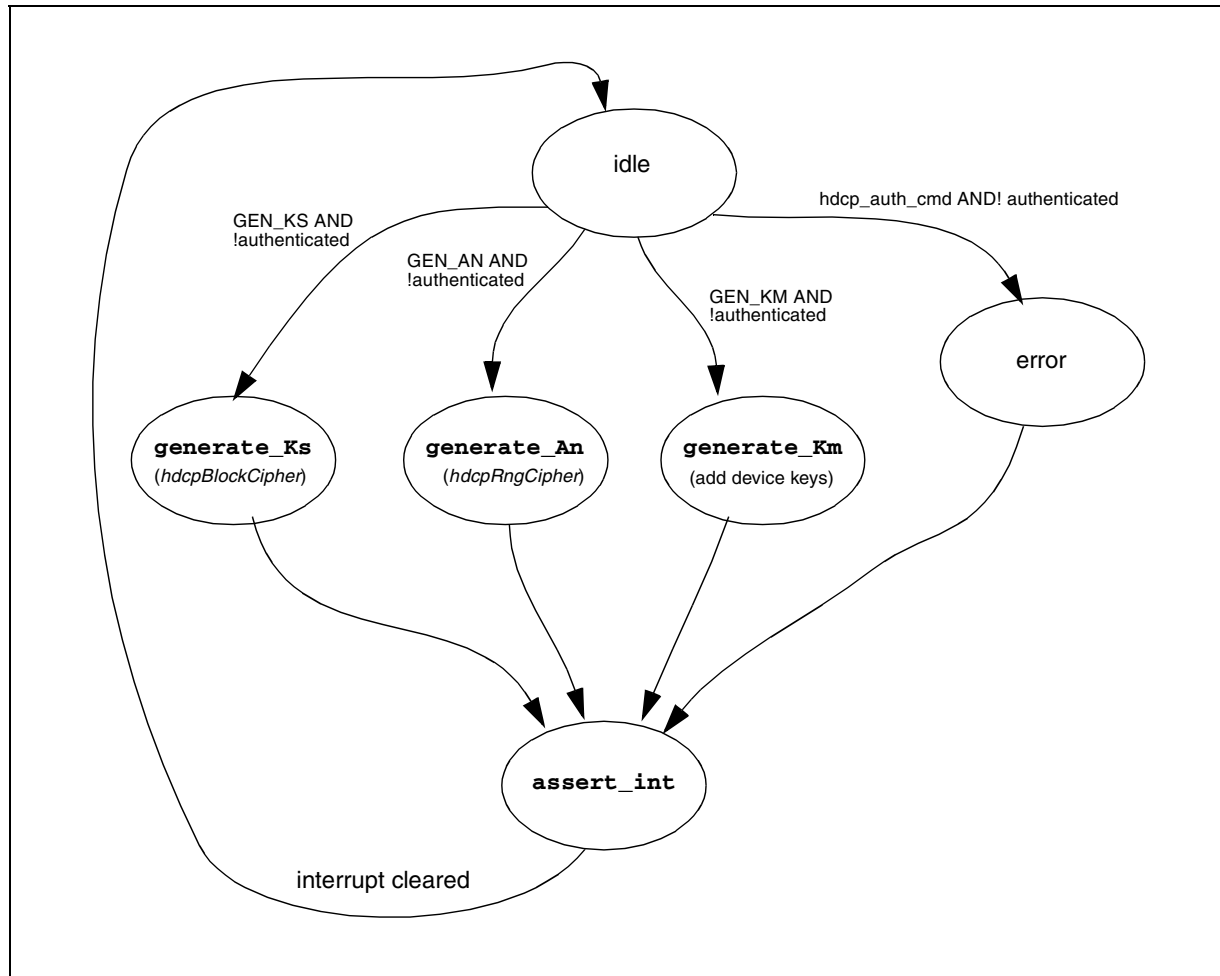 idle
hdcp_auth_cmd AND! authenticated
GEN_KS AND
!authenticated
GEN_AN AND
!authenticated
GEN_KM AND
!authenticated
error
generate_Ks
(hdcpBlockCipher)
generate_An
(hdcpRngCipher)
generate_Km
(add device keys)
assert_int
interrupt cleared